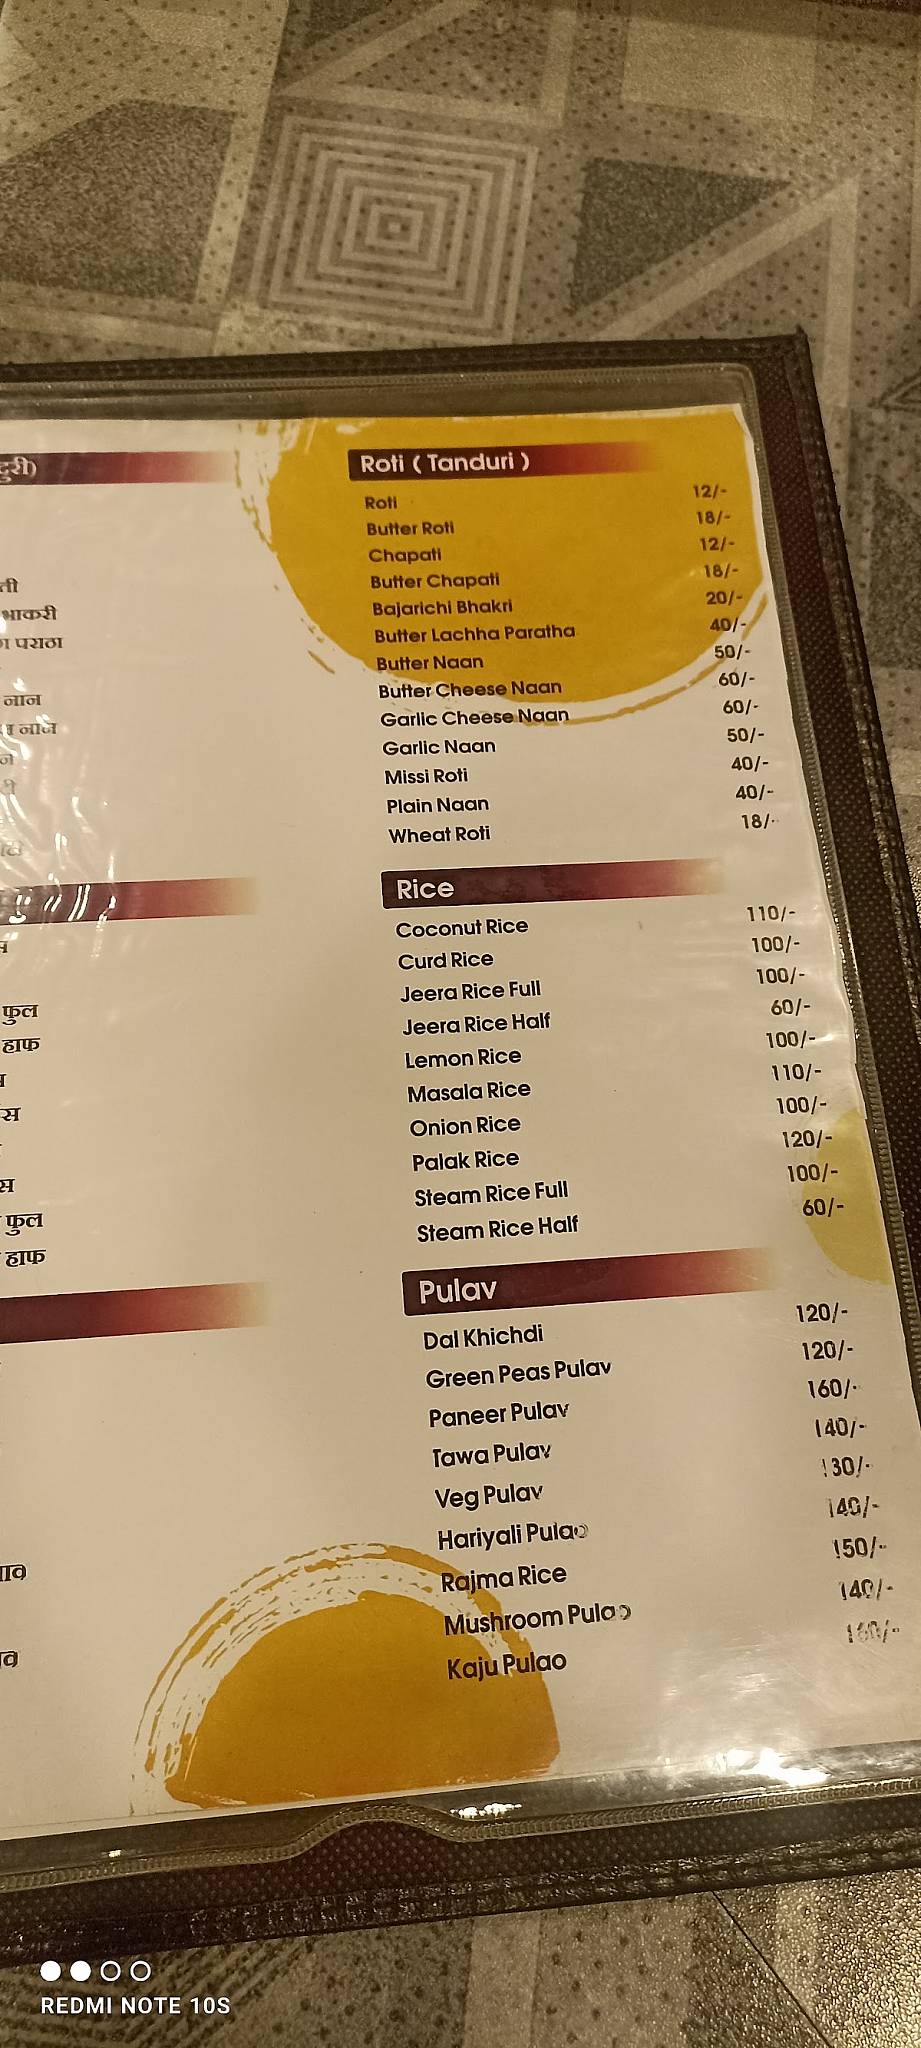 टुरी)
ती
भाकरी
पराठा
नान
नान
फुल
हाफ
फुल
हाफ
Roti ( Tanduri )
Roti 12/-
Butter Roti 18/-
Chapati 12/-
Butter Chapati 18/-
Bajarichi Bhakri 20/-
Butter Lachha Paratha 40/-
Butter Naan 50/-
Butter Cheese Naan 60/-
Garlic Cheese Naan 60/-
Garlic Naan 50/-
Missi Roti 40/-
Plain Naan 40/-
Wheat Roti 18/-
Rice
Coconut Rice 110/-
Curd Rice 100/-
Jeera Rice Full 100/-
Jeera Rice Half 60/-
Lemon Rice 100/-
Masala Rice 110/-
Onion Rice 100/-
Palak Rice 120/-
Steam Rice Full 100/-
Steam Rice Half 60/-
Pulav
Dal Khichdi 120/-
Green Peas Pulav 120/-
Paneer Pulav 160/-
Tawa Pulav 140/-
Veg Pulav 130/-
Hariyali Pulao 140/-
Rajma Rice 150/-
Mushroom Pulao 140/-
Kaju Pulao 160/-
REDMI NOTE 10S